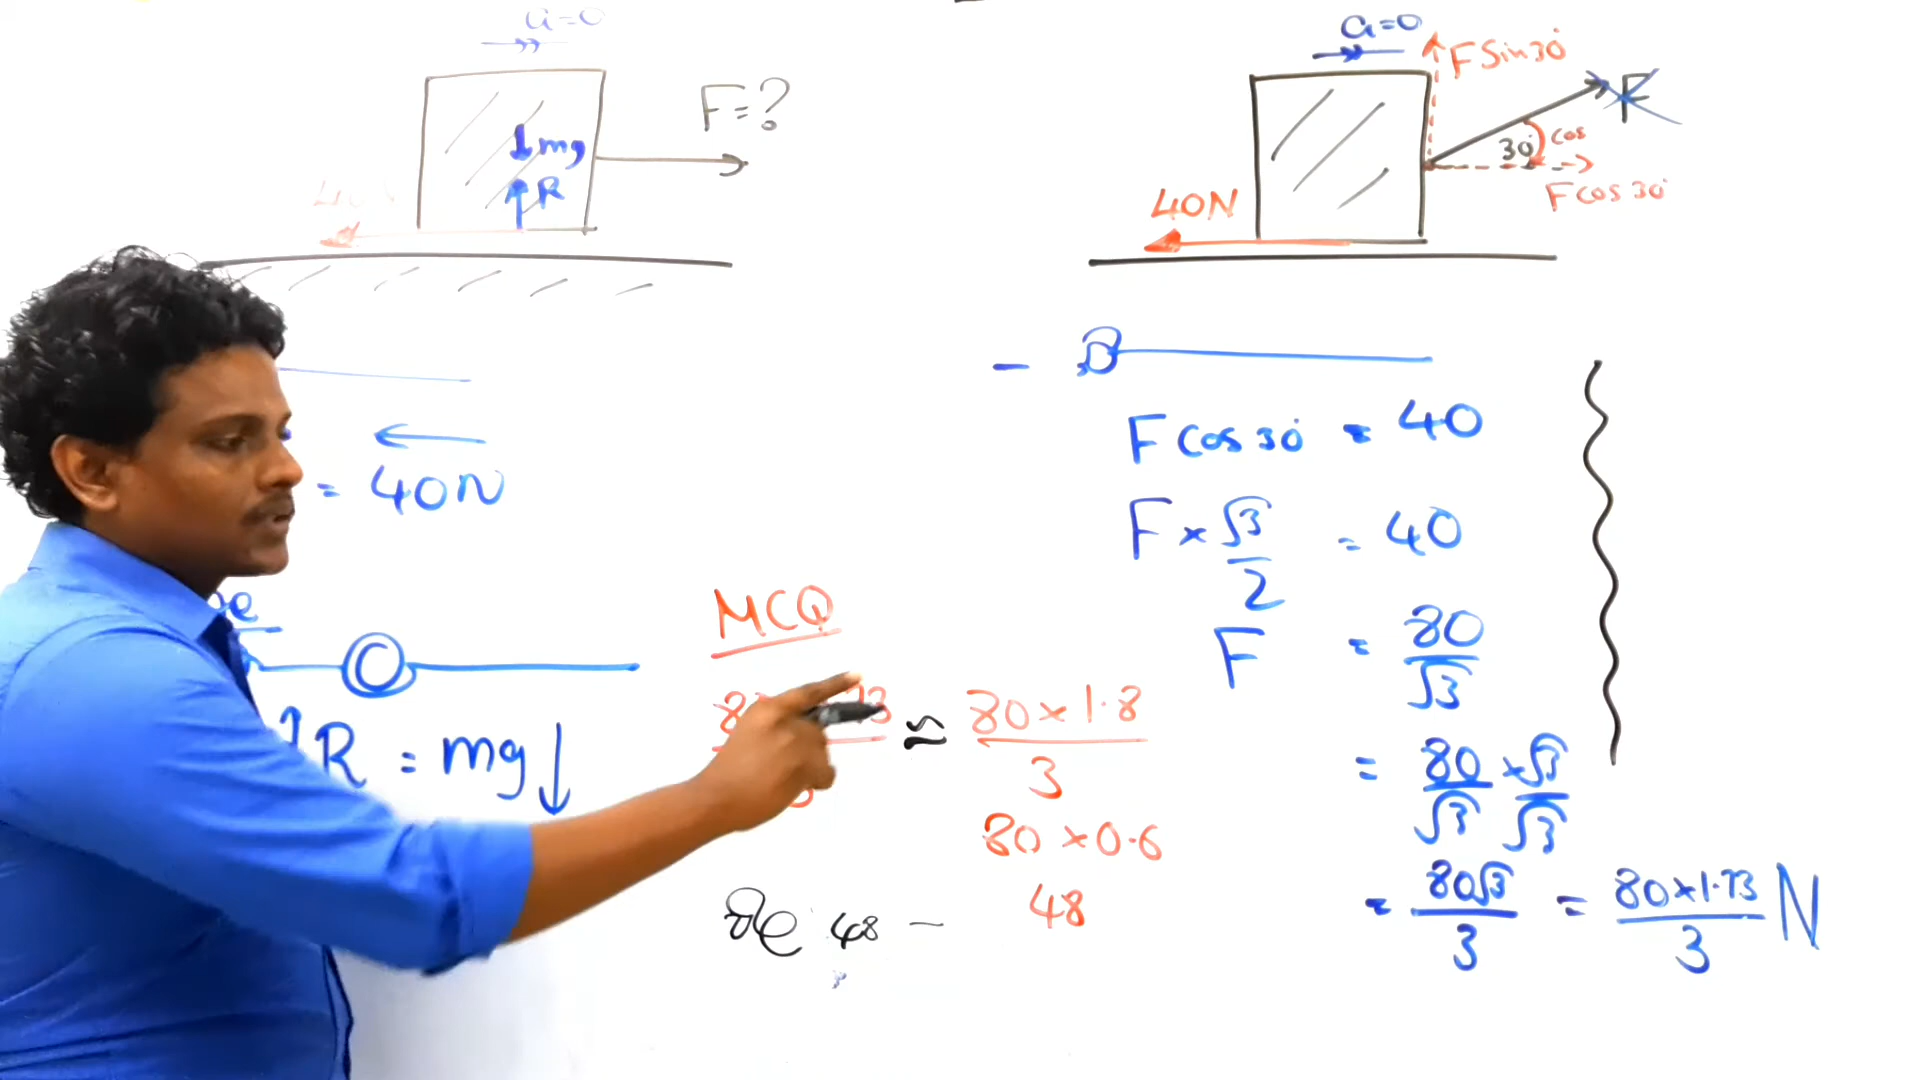 a=0
F=?
mg
R
40N
a=0
F sin 30°
F
30°
cos
F cos 30°
40N
F cos 30° = 40
= 40N
F × √3/2 = 40
MCQ
F = 80/√3
≈ 80 × 1.8 / 3
R = mg
= 80/√3 × √3/√3
80 × 0.6
48
= 80√3/3 = 80 × 1.73 / 3 N
48 –